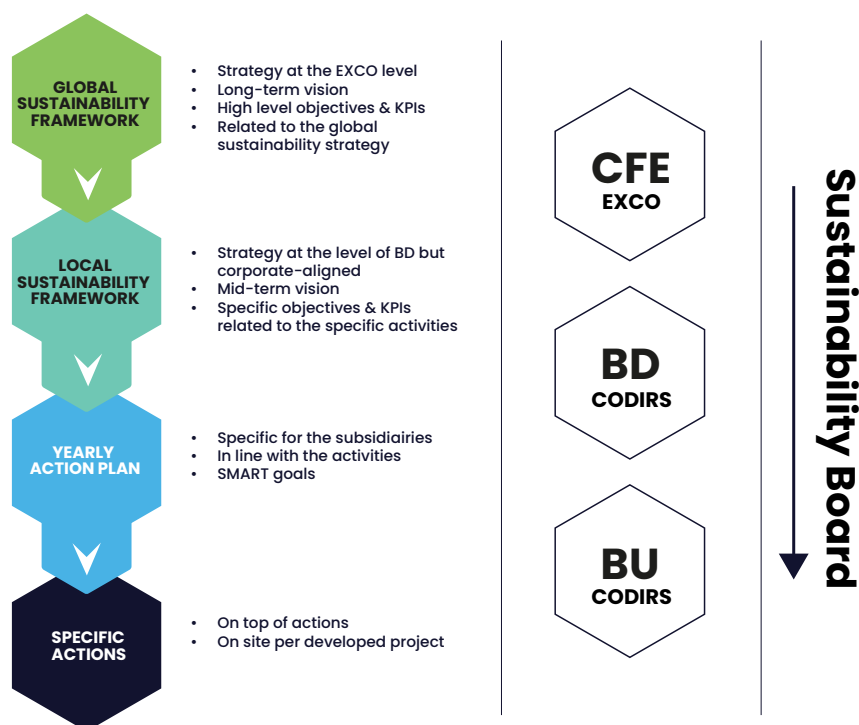 GLOBAL
SUSTAINABILITY
FRAMEWORK
• Strategy at the EXCO level
• Long-term vision
• High level objectives & KPIs
• Related to the global
sustainability strategy
LOCAL
SUSTAINABILITY
FRAMEWORK
• Strategy at the level of BD but
corporate-aligned
• Mid-term vision
• Specific objectives & KPIs
related to the specific activities
YEARLY
ACTION PLAN
• Specific for the subsidiairies
• In line with the activities
• SMART goals
SPECIFIC
ACTIONS
• On top of actions
• On site per developed project
CFE
EXCO
BD
CODIRS
BU
CODIRS
Sustainability Board